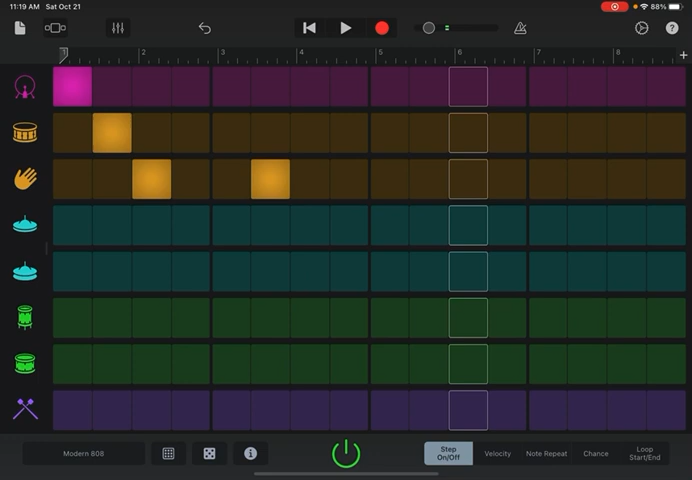 11:19 AM Sat Oct 21
88%
1 2 3 4 5 6 7 8 +
?
Modern 808
Step On/Off
Velocity
Note Repeat
Chance
Loop Start/End